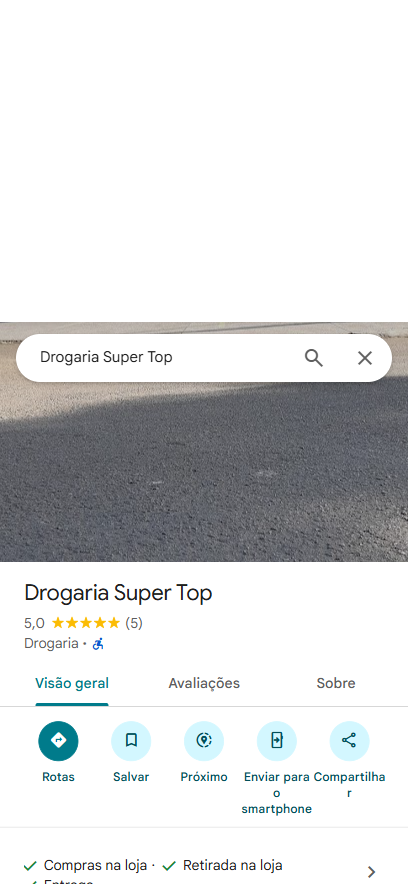 Drogaria Super Top
Drogaria Super Top
5,0 (5)
Drogaria ·
Visão geral Avaliações Sobre
Rotas Salvar Próximo Enviar para o smartphone Compartilhar
Compras na loja · Retirada na loja
Entrega